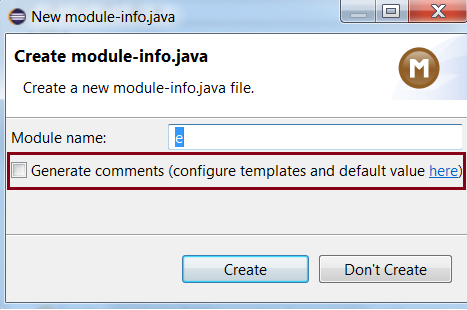 New module-info.java
Create module-info.java
M
Create a new module-info.java file.
Module name: e
Generate comments (configure templates and default value here)
Create Don't Create